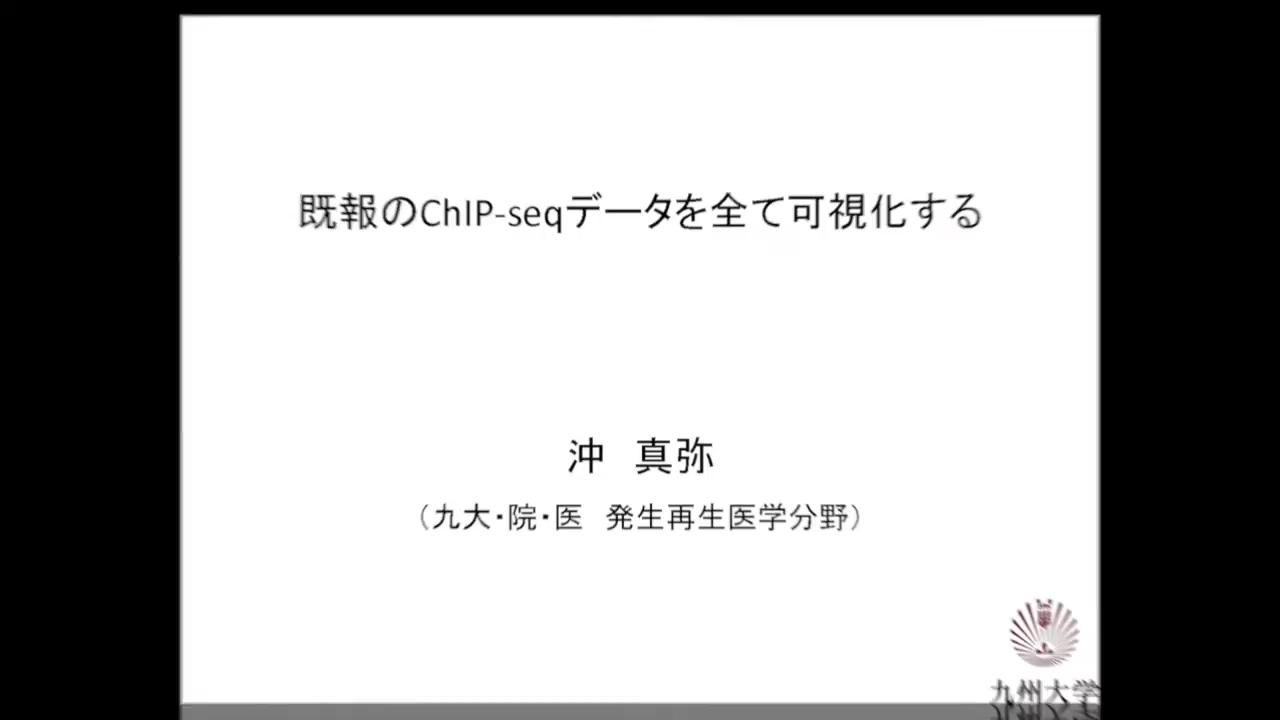 既報のChIP-seqデータを全て可視化する
沖　真弥
（九大・院・医　発生再生医学分野）
九州大学